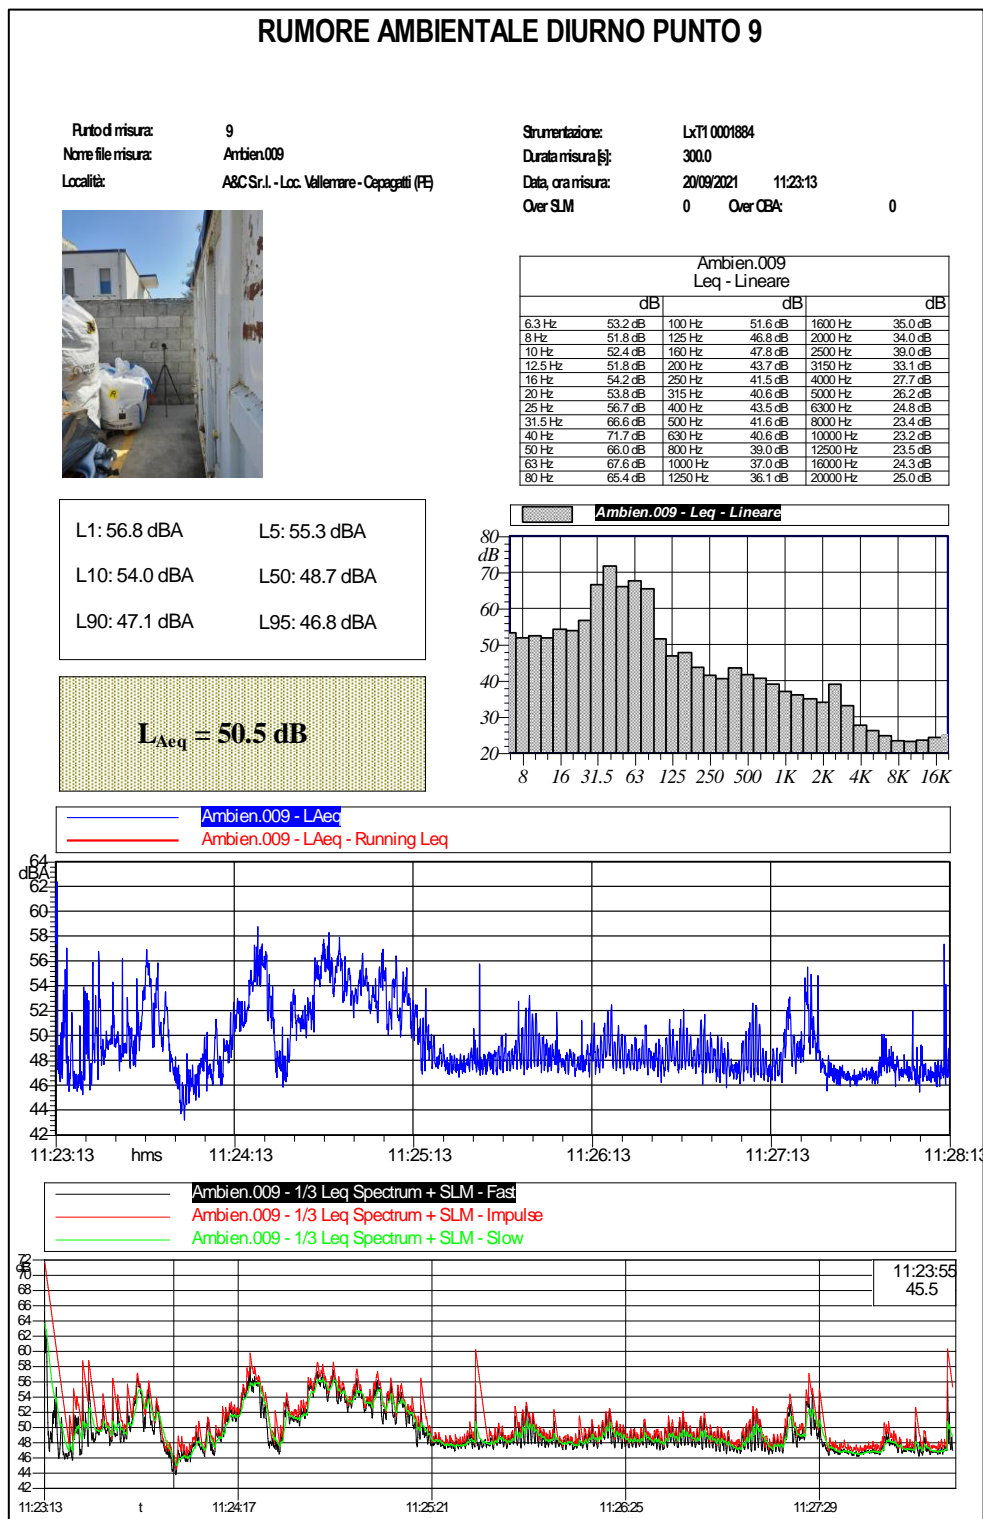 RUMORE AMBIENTALE DIURNO PUNTO 9
Punto di misura: 9
Nome file misura: Ambien.009
Località: A&C S.r.l. - Loc. Vallemare - Cepagatti (PE)
Strumentazione: LxT1 0001884
Durata misura [s]: 300.0
Data, ora misura: 20/09/2021 11:23:13
Over SLM 0 Over OBA: 0
Ambien.009
Leq - Lineare
dB dB dB
6.3 Hz 53.2 dB 100 Hz 51.6 dB 1600 Hz 35.0 dB
8 Hz 51.8 dB 125 Hz 46.8 dB 2000 Hz 34.0 dB
10 Hz 52.4 dB 160 Hz 47.8 dB 2500 Hz 39.0 dB
12.5 Hz 51.8 dB 200 Hz 43.7 dB 3150 Hz 33.1 dB
16 Hz 54.2 dB 250 Hz 41.5 dB 4000 Hz 27.7 dB
20 Hz 53.8 dB 315 Hz 40.6 dB 5000 Hz 26.2 dB
25 Hz 56.7 dB 400 Hz 43.5 dB 6300 Hz 24.8 dB
31.5 Hz 66.6 dB 500 Hz 41.6 dB 8000 Hz 23.4 dB
40 Hz 71.7 dB 630 Hz 40.6 dB 10000 Hz 23.2 dB
50 Hz 66.0 dB 800 Hz 39.0 dB 12500 Hz 23.5 dB
63 Hz 67.6 dB 1000 Hz 37.0 dB 16000 Hz 24.3 dB
80 Hz 65.4 dB 1250 Hz 36.1 dB 20000 Hz 25.0 dB
L1: 56.8 dBA L5: 55.3 dBA
L10: 54.0 dBA L50: 48.7 dBA
L90: 47.1 dBA L95: 46.8 dBA
LAeq = 50.5 dB
Ambien.009 - Leq - Lineare
80
dB
70
60
50
40
30
20
8 16 31.5 63 125 250 500 1K 2K 4K 8K 16K
Ambien.009 - LAeq
Ambien.009 - LAeq - Running Leq
64
dBA
62
60
58
56
54
52
50
48
46
44
42
11:23:13 hms 11:24:13 11:25:13 11:26:13 11:27:13 11:28:13
Ambien.009 - 1/3 Leq Spectrum + SLM - Fast
Ambien.009 - 1/3 Leq Spectrum + SLM - Impulse
Ambien.009 - 1/3 Leq Spectrum + SLM - Slow
72
dB
70
68
66
64
62
60
58
56
54
52
50
48
46
44
42
11:23:55
45.5
11:23:13 t 11:24:17 11:25:21 11:26:25 11:27:29